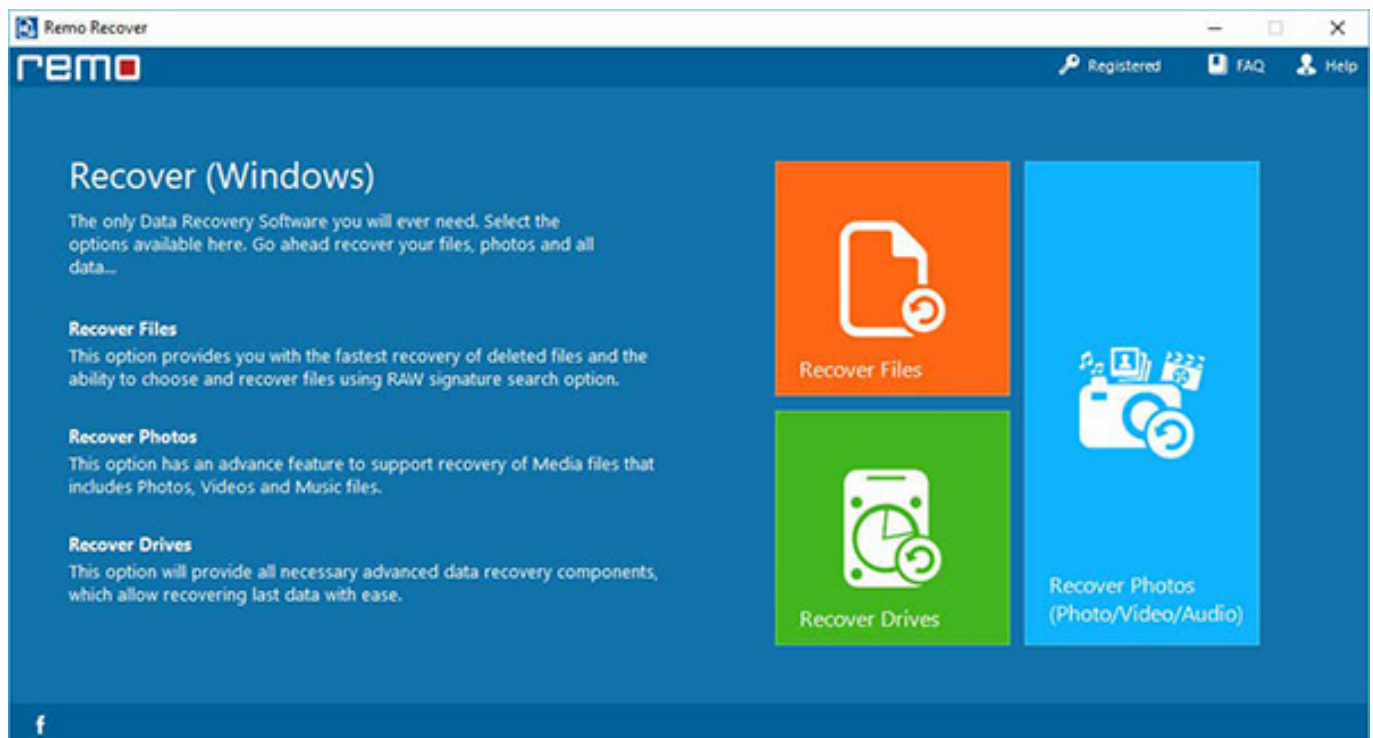 Remo Recover
remo
Registered
FAQ
Help
Recover (Windows)
The only Data Recovery Software you will ever need. Select the
options available here. Go ahead recover your files, photos and all
data...
Recover Files
This option provides you with the fastest recovery of deleted files and the
ability to choose and recover files using RAW signature search option.
Recover Photos
This option has an advance feature to support recovery of Media files that
includes Photos, Videos and Music files.
Recover Drives
This option will provide all necessary advanced data recovery components,
which allow recovering last data with ease.
Recover Files
Recover Drives
Recover Photos
(Photo/Video/Audio)
f